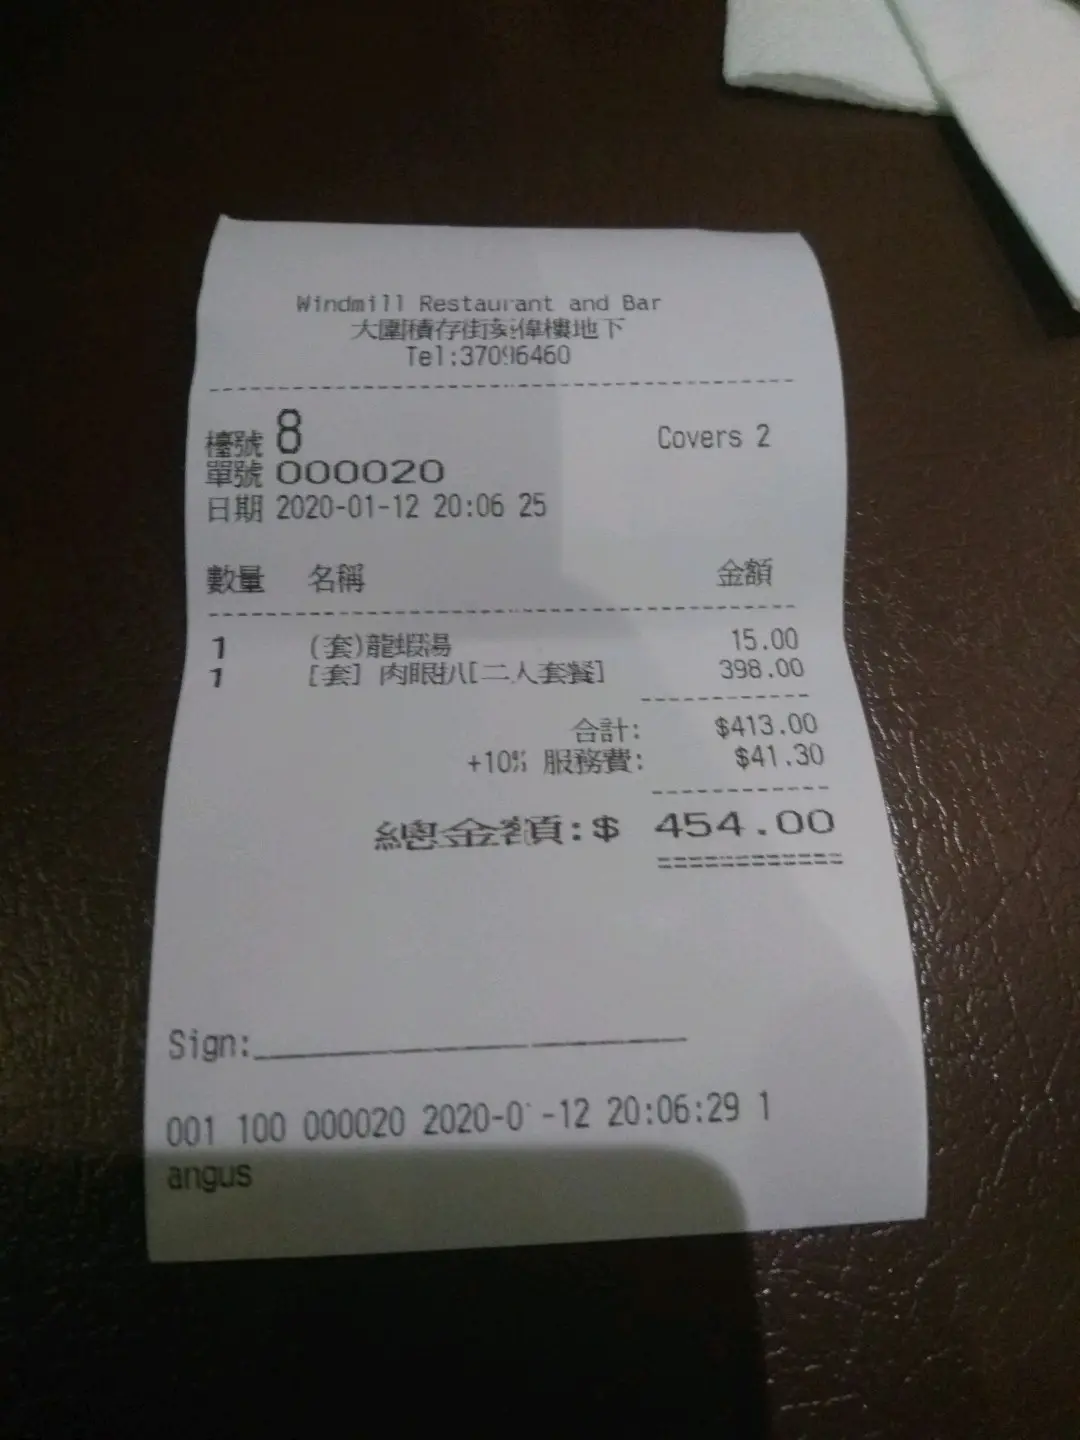 Windmill Restaurant and Bar
大圍積存街 偉樓地下
Tel:37096460
檯號 8 Covers 2
單號 000020
日期 2020-01-12 20:06 25
數量 名稱 金額
1 (套)龍蝦湯 15.00
1 [套] 肉眼扒[二人套餐] 398.00
合計: $413.00
+10% 服務費: $41.30
總金額:$ 454.00
Sign:
001 100 000020 2020-0 -12 20:06:29 1
angus